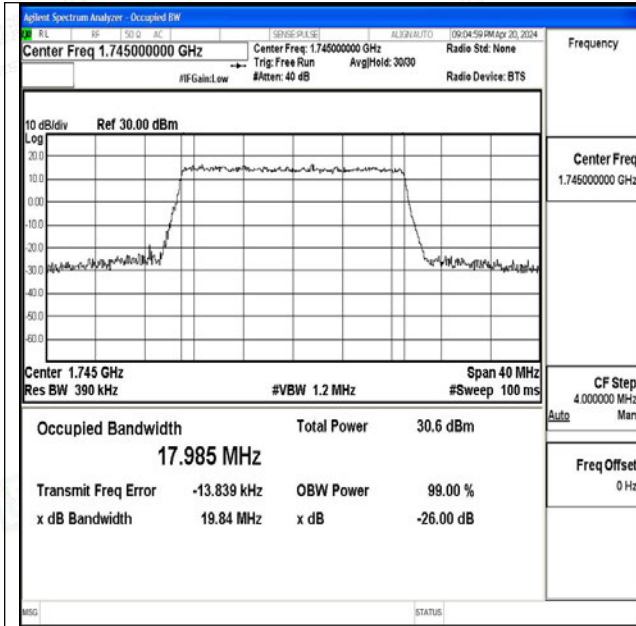 Agilent Spectrum Analyzer - Occupied BW
RL RF 50 Ω AC SENSE:PULSE ALIGNAUTO 09:04:59 PM Apr 20, 2024
Center Freq 1.745000000 GHz
Center Freq: 1.745000000 GHz
Radio Std: None
Trig: Free Run Avg|Hold: 30/30
#IFGain:Low #Atten: 40 dB Radio Device: BTS
Frequency
10 dB/div Ref 30.00 dBm
Log
20.0
10.0
0.00
-10.0
-20.0
-30.0
-40.0
-50.0
-60.0
Center 1.745 GHz Span 40 MHz
Res BW 390 kHz #VBW 1.2 MHz #Sweep 100 ms
Center Freq
1.745000000 GHz
CF Step
4.000000 MHz
Auto Man
Freq Offset
0 Hz
Occupied Bandwidth Total Power 30.6 dBm
17.985 MHz
Transmit Freq Error -13.839 kHz OBW Power 99.00 %
x dB Bandwidth 19.84 MHz x dB -26.00 dB
MSG STATUS